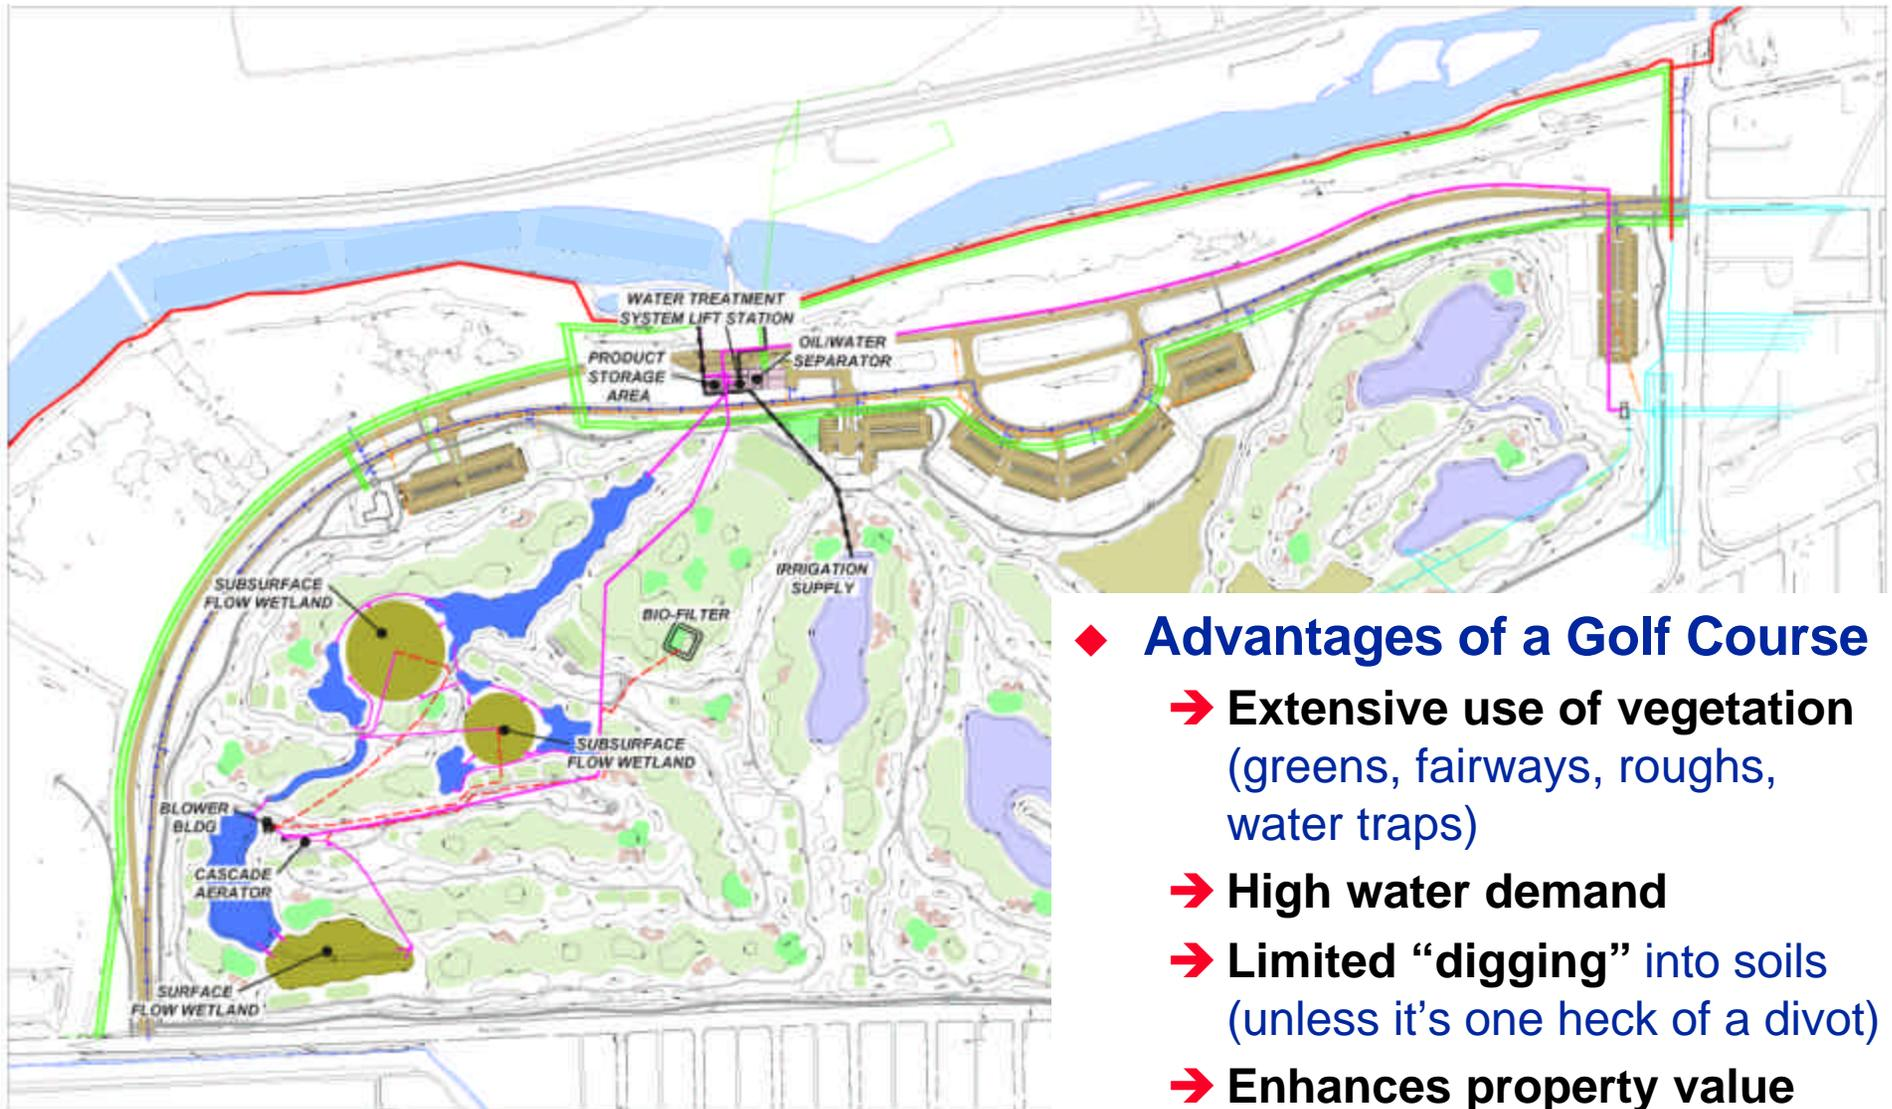 WATER TREATMENT
SYSTEM LIFT STATION
OIL/WATER
SEPARATOR
PRODUCT
STORAGE
AREA
SUBSURFACE
FLOW WETLAND
IRRIGATION
SUPPLY
BIO-FILTER
SUBSURFACE
FLOW WETLAND
BLOWER
BLDG
CASCADE
AERATOR
SURFACE
FLOW WETLAND
◆ Advantages of a Golf Course
➔ Extensive use of vegetation
(greens, fairways, roughs,
water traps)
➔ High water demand
➔ Limited “digging” into soils
(unless it’s one heck of a divot)
➔ Enhances property value